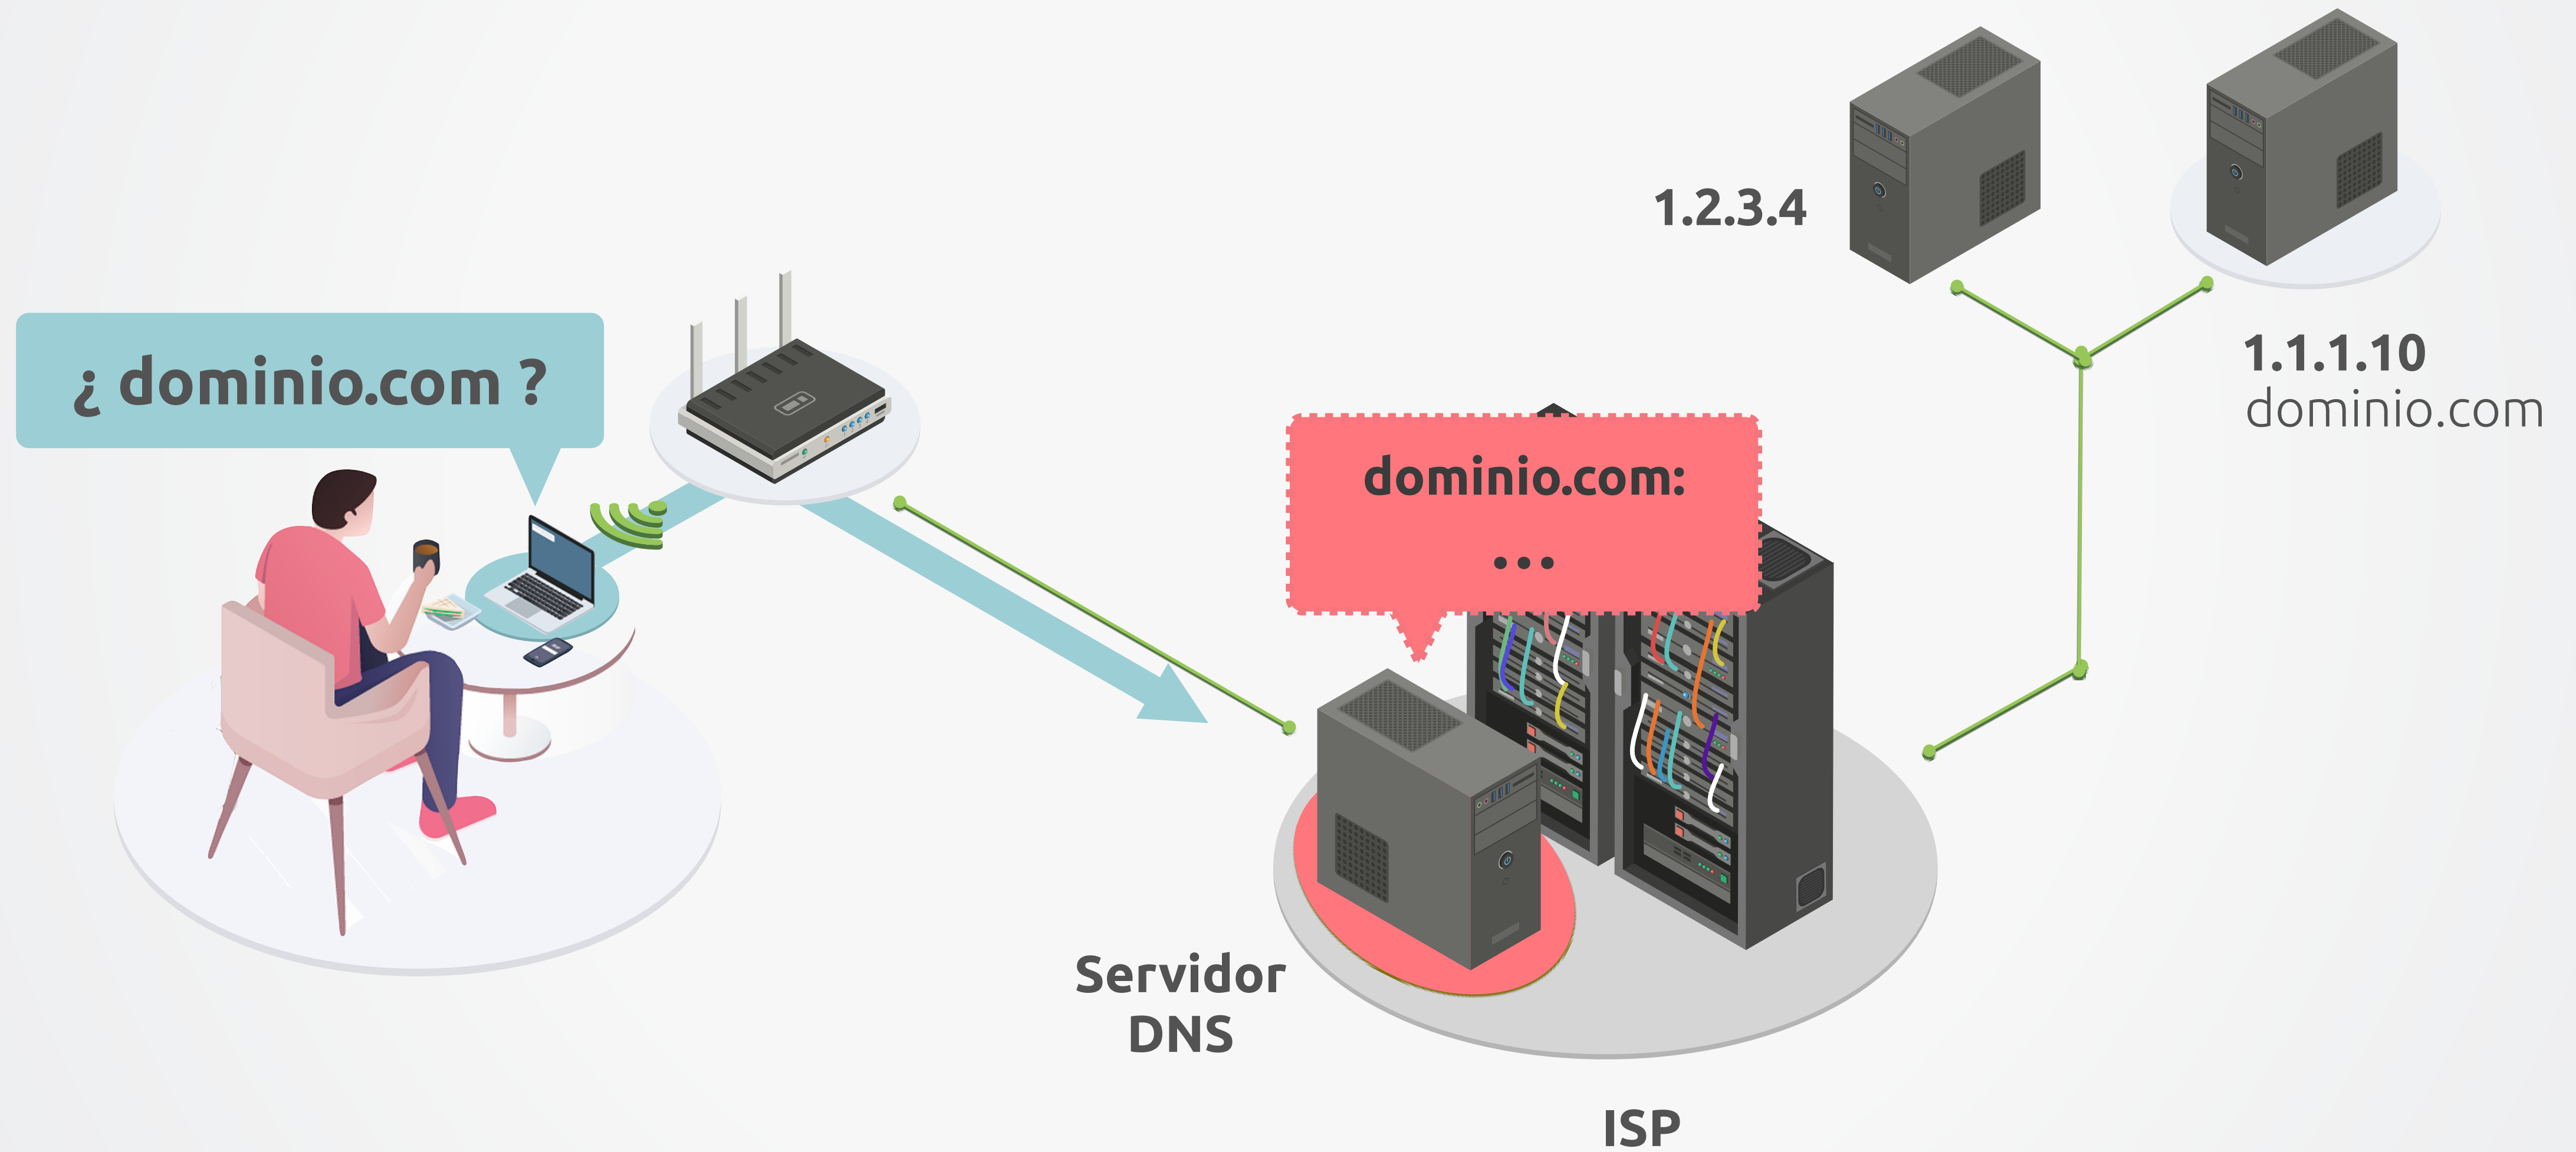 ¿ dominio.com ?
1.2.3.4
1.1.1.10
dominio.com
dominio.com:
...
Servidor
DNS
ISP